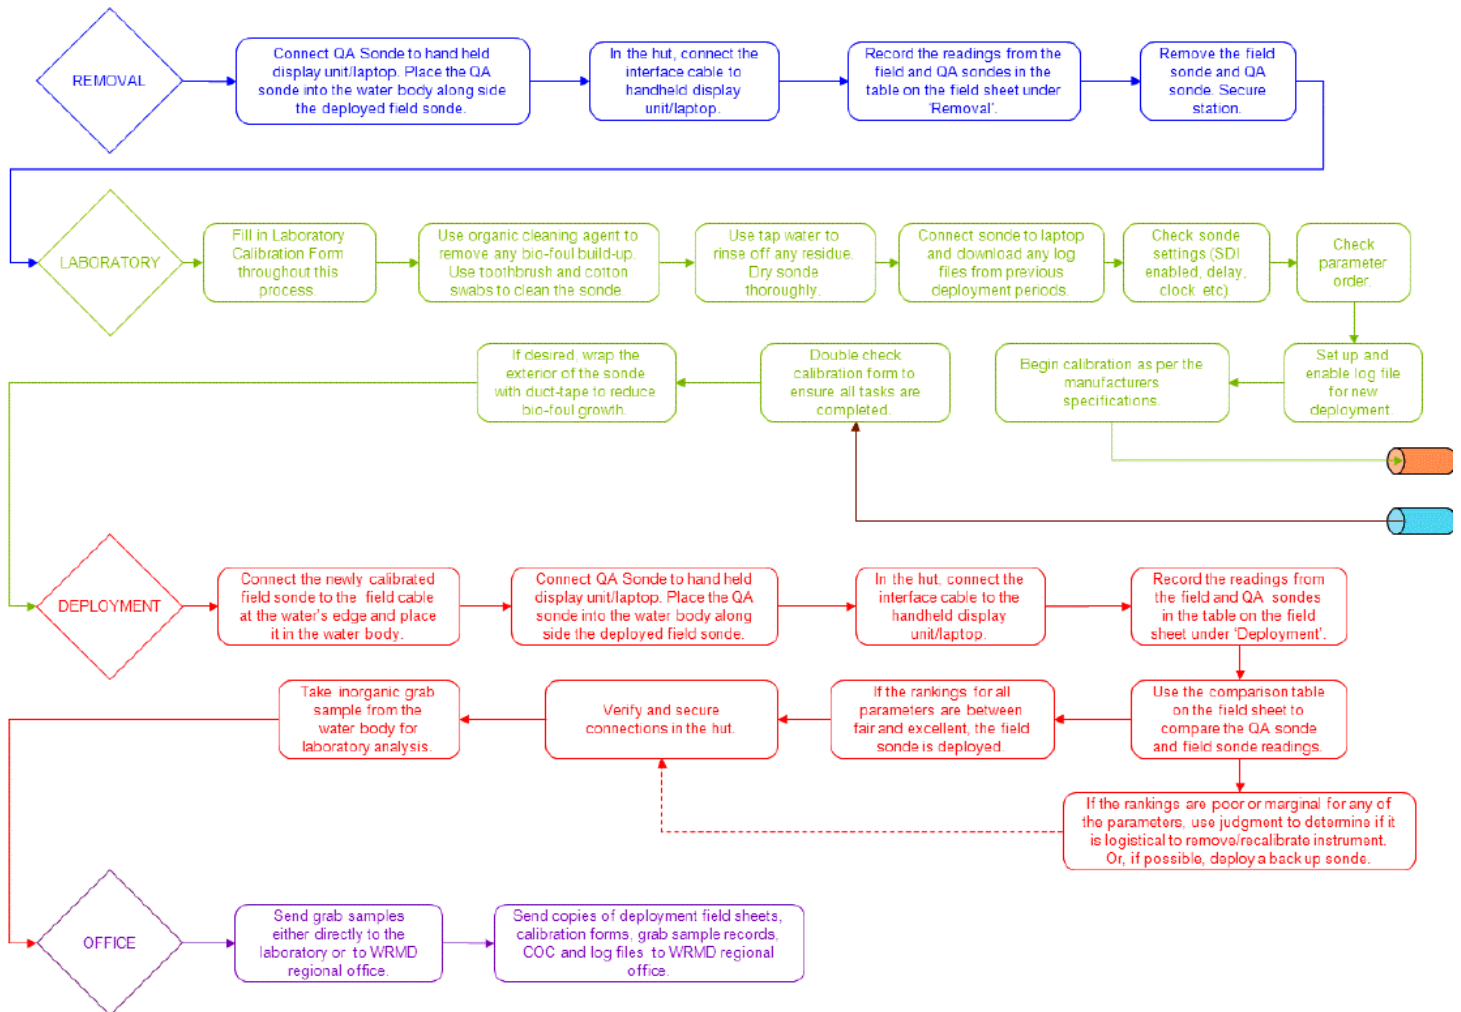 REMOVAL
Connect QA Sonde to hand held
display unit/laptop. Place the QA
sonde into the water body along side
the deployed field sonde.
In the hut, connect the
interface cable to
handheld display
unit/laptop.
Record the readings from the
field and QA sondes in the
table on the field sheet under
'Removal'.
Remove the field
sonde and QA
sonde. Secure
station.
LABORATORY
Fill in Laboratory
Calibration Form
throughout this
process.
Use organic cleaning agent to
remove any bio-foul build-up.
Use toothbrush and cotton
swabs to clean the sonde.
Use tap water to
rinse off any residue.
Dry sonde
thoroughly.
Connect sonde to laptop
and download any log
files from previous
deployment periods.
Check sonde
settings (SDI
enabled, delay,
clock etc)
Check
parameter
order.
Set up and
enable log file
for new
deployment.
Begin calibration as per the
manufacturers
specifications.
Double check
calibration form to
ensure all tasks are
completed.
If desired, wrap the
exterior of the sonde
with duct-tape to reduce
bio-foul growth.
DEPLOYMENT
Connect the newly calibrated
field sonde to the field cable
at the water's edge and place
it in the water body.
Connect QA Sonde to hand held
display unit/laptop. Place the QA
sonde into the water body along
side the deployed field sonde.
In the hut, connect the
interface cable to the
handheld display
unit/laptop.
Record the readings from
the field and QA sondes
in the table on the field
sheet under 'Deployment'.
Use the comparison table
on the field sheet to
compare the QA sonde
and field sonde readings.
If the rankings for all
parameters are between
fair and excellent, the field
sonde is deployed.
Verify and secure
connections in the hut.
Take inorganic grab
sample from the
water body for
laboratory analysis.
If the rankings are poor or marginal for any of
the parameters, use judgment to determine if it
is logistical to remove/recalibrate instrument.
Or, if possible, deploy a back up sonde.
OFFICE
Send grab samples
either directly to the
laboratory or to WRMD
regional office.
Send copies of deployment field sheets,
calibration forms, grab sample records,
COC and log files to WRMD regional
office.